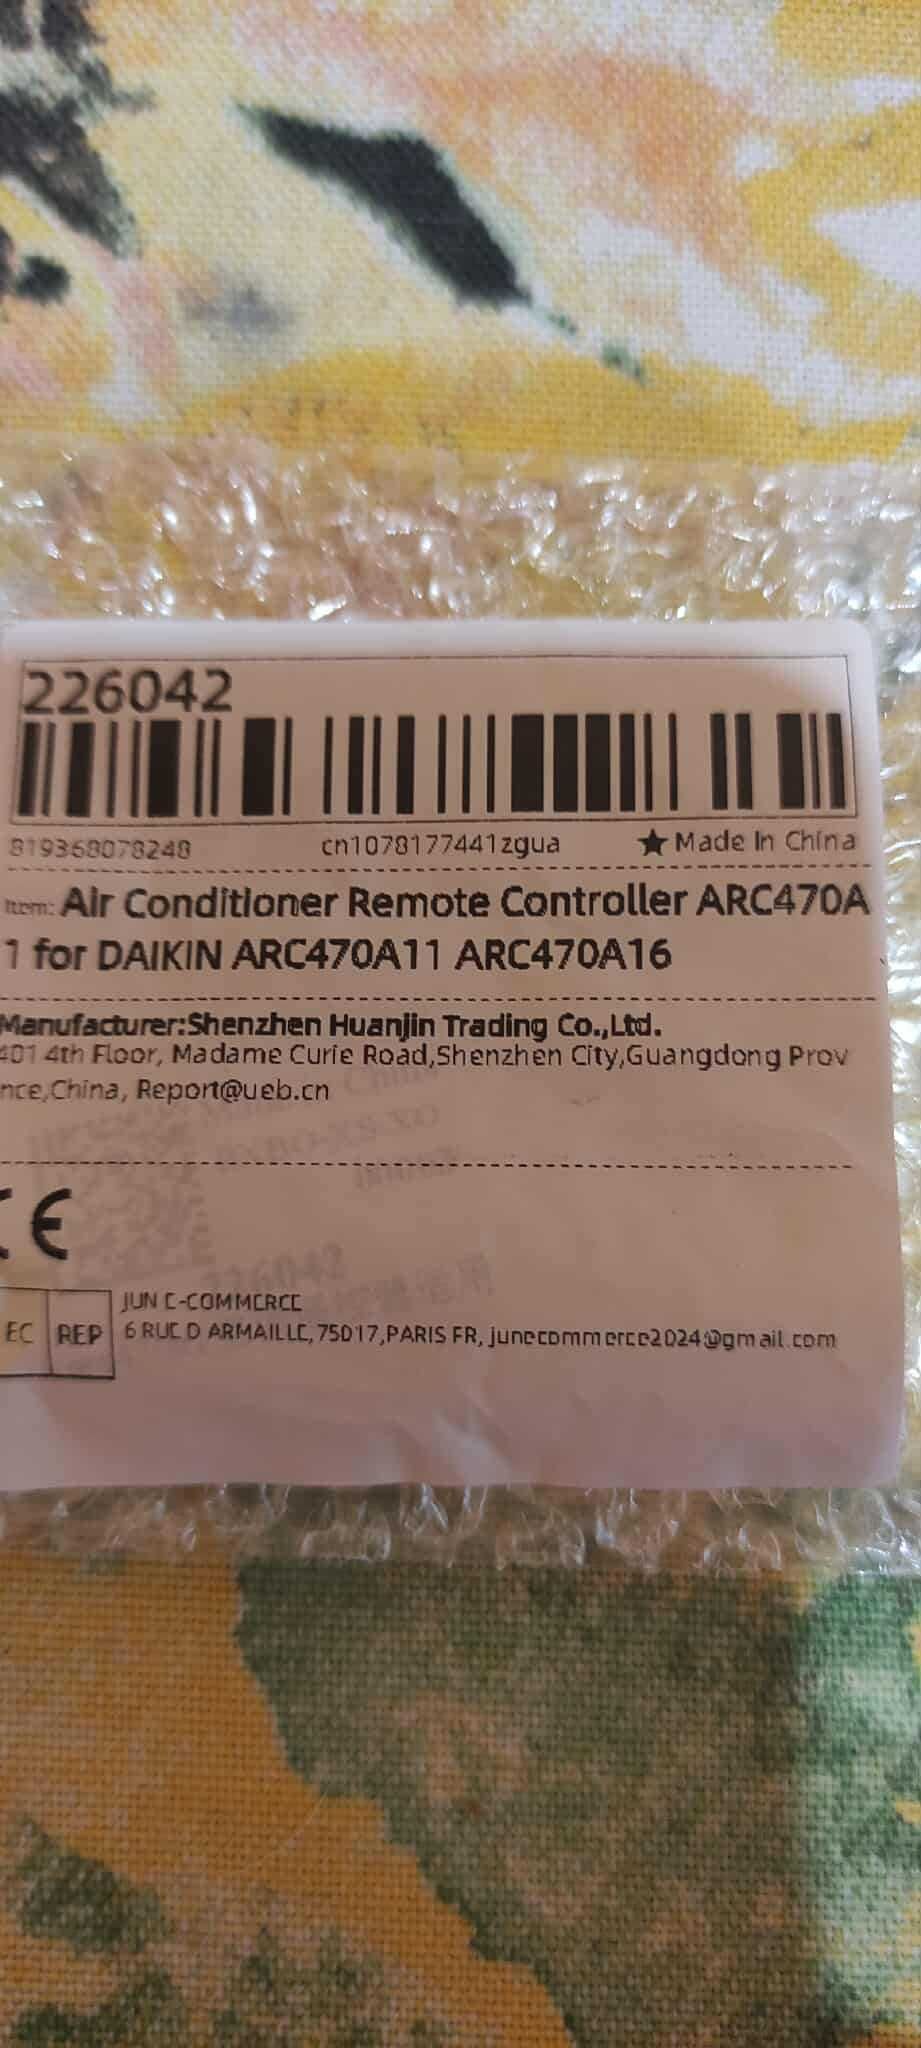 226042
819368078248 cn1078177441zgua ★ Made In China
Item: Air Conditioner Remote Controller ARC470A
1 for DAIKIN ARC470A11 ARC470A16
Manufacturer:Shenzhen Huanjin Trading Co.,Ltd.
401 4th Floor, Madame Curie Road,Shenzhen City,Guangdong Prov
nce,China, Report@ueb.cn
CE
EC REP
JUN E-COMMERCE
6 RUE D ARMAILLE,75017,PARIS FR, junecommerce2024@gmail.com